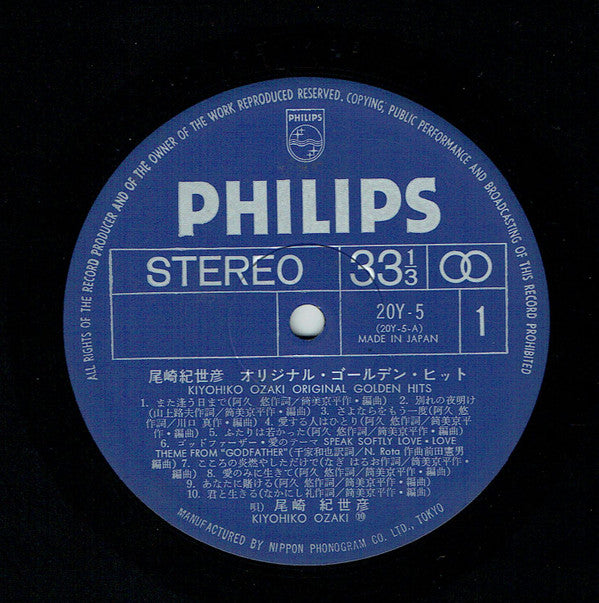 ALL RIGHTS OF THE RECORD PRODUCER AND OF THE OWNER OF THE WORK REPRODUCED RESERVED. COPYING, PUBLIC PERFORMANCE AND BROADCASTING OF THIS RECORD PROHIBITED
PHILIPS
PHILIPS
STEREO 33 1/3
20Y-5
(20Y-5-A)
MADE IN JAPAN
1
尾崎紀世彦 オリジナル・ゴールデン・ヒット
KIYOHIKO OZAKI ORIGINAL GOLDEN HITS
1. また逢う日まで(阿久 悠作詞/筒美京平作・編曲) 2. 別れの夜明け
(山上路夫作詞/筒美京平作・編曲) 3. さよならをもう一度(阿久 悠
作詞/川口 真作・編曲) 4. 愛する人はひとり(阿久 悠作詞/筒美京平作・
編曲) 5. ふたりは若かった(阿久 悠作詞/筒美京平作・編曲)
6. ゴッドファーザー・愛のテーマ SPEAK SOFTLY LOVE・LOVE
THEME FROM "GODFATHER"(千家和也訳詞/N. Rota 作曲前田憲男
編曲) 7. こころの炎燃やしただけで(なぎ はるお作詞/筒美京平作・
編曲) 8. 愛のみに生きて(阿久 悠作詞/筒美京平作・編曲)
9. あなたに賭ける(阿久 悠作詞/筒美京平作・編曲)
10. 君と生きる(なかにし礼作詞/筒美京平作・編曲)
唄) 尾崎 紀世彦
KIYOHIKO OZAKI ⑲
MANUFACTURED BY NIPPON PHONOGRAM CO. LTD., TOKYO